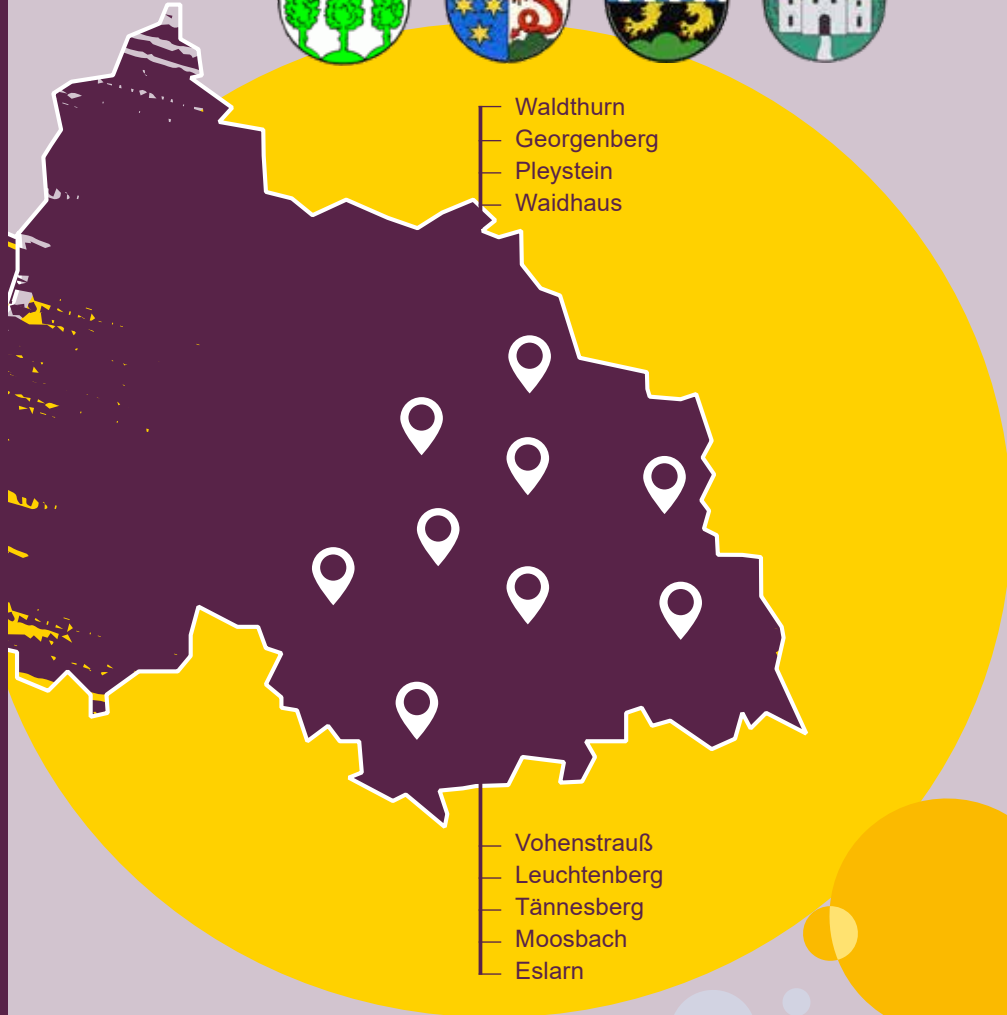 Waldthurn
Georgenberg
Pleystein
Waidhaus
Vohenstrauß
Leuchtenberg
Tännesberg
Moosbach
Eslarn